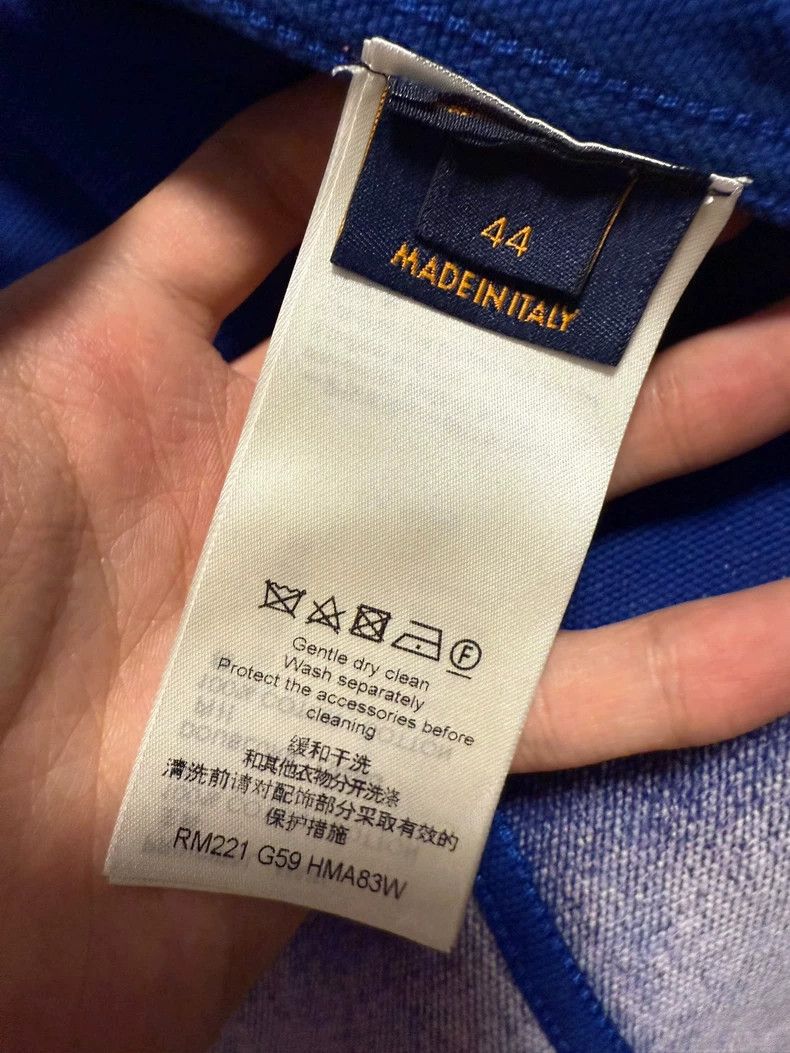 44
MADE IN ITALY
F
Gentle dry clean
Wash separately
Protect the accessories before
cleaning
缓和干洗
和其他衣物分开洗涤
清洗前请对配饰部分采取有效的
保护措施
RM221 G59 HMA83W